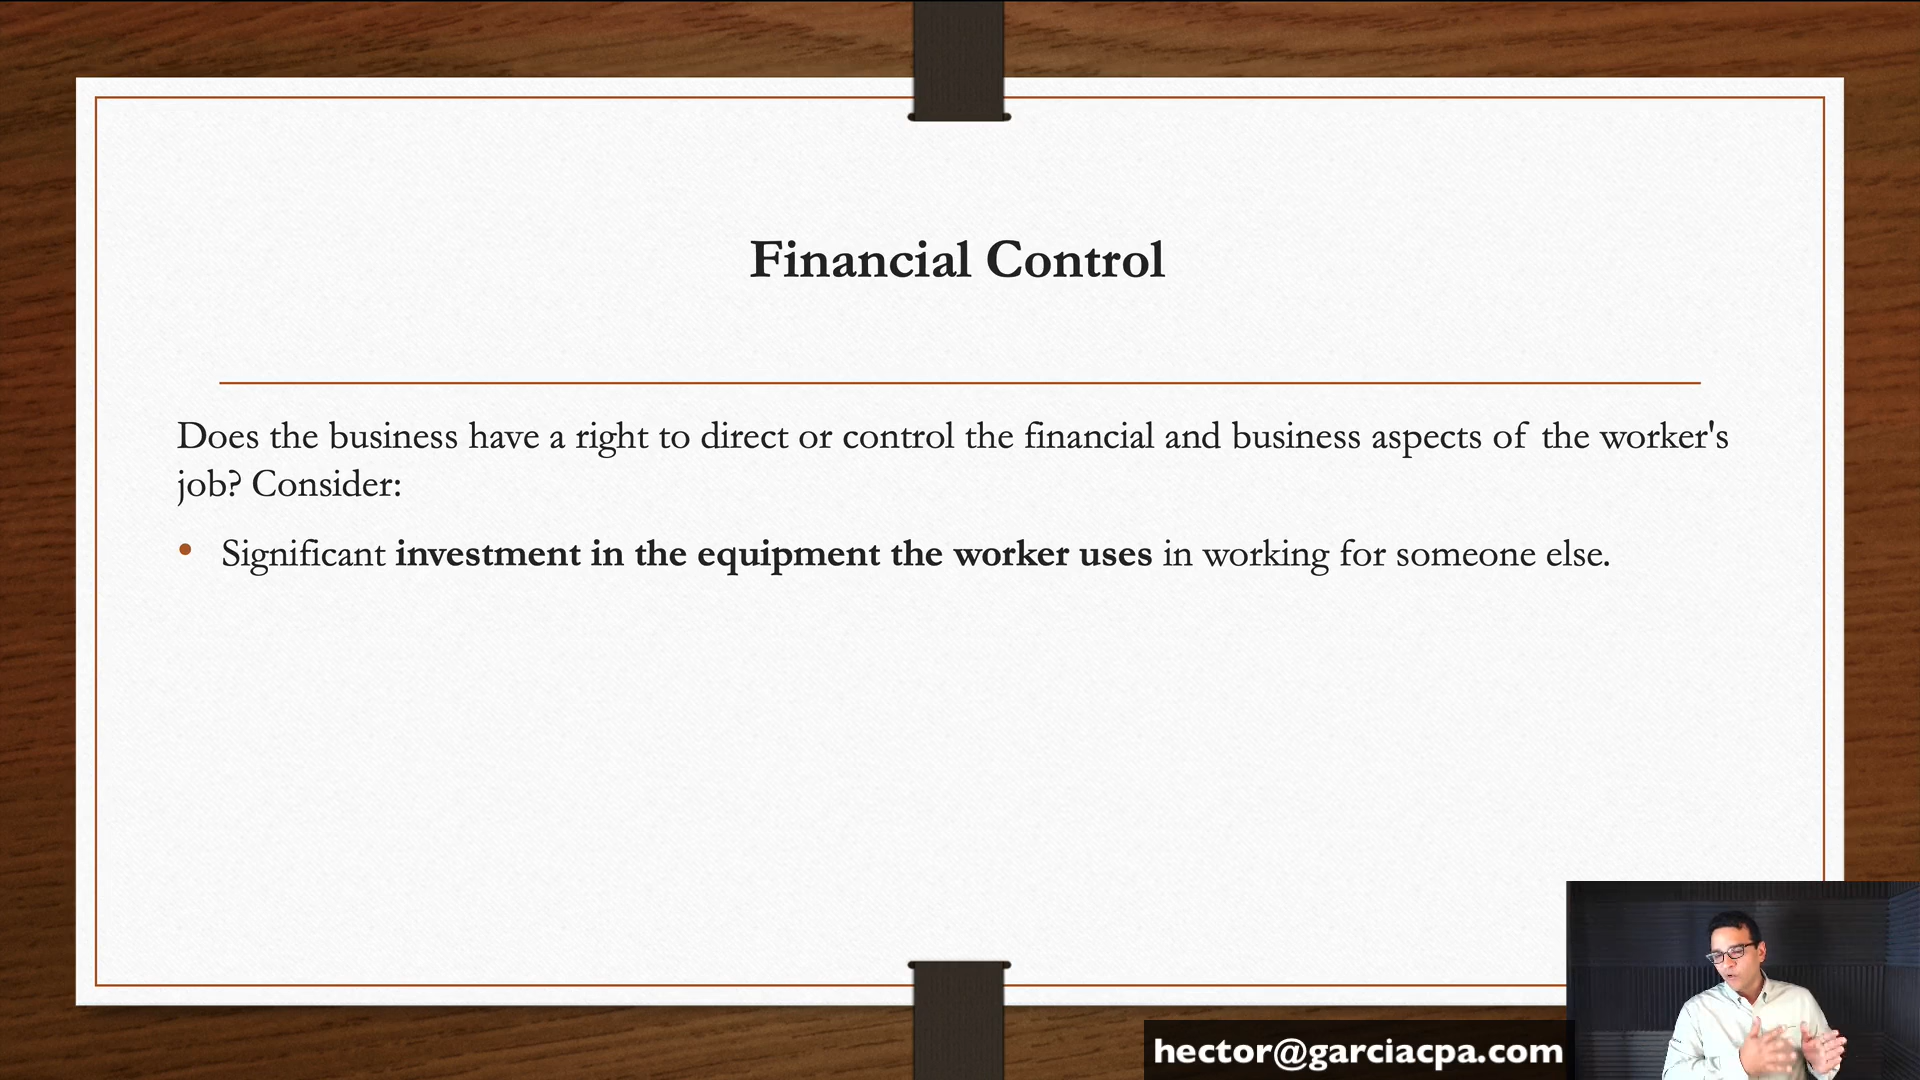 Financial Control
Does the business have a right to direct or control the financial and business aspects of the worker's
job? Consider:
• Significant investment in the equipment the worker uses in working for someone else.
hector@garciacpa.com